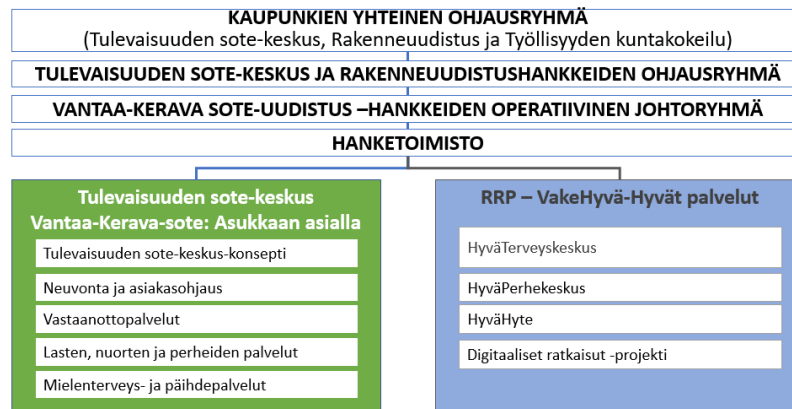 KAUPUNKIEN YHTEINEN OHJAUSRYHMÄ
(Tulevaisuuden sote-keskus, Rakenneuudistus ja Työllisyyden kuntakokeilu)
TULEVAISUUDEN SOTE-KESKUS JA RAKENNEUUDISTUSHANKKEIDEN OHJAUSRYHMÄ
VANTAA-KERAVA SOTE-UUDISTUS –HANKKEIDEN OPERATIIVINEN JOHTORYHMÄ
HANKETOIMISTO
Tulevaisuuden sote-keskus
Vantaa-Kerava-sote: Asukkaan asialla
Tulevaisuuden sote-keskus-konsepti
Neuvonta ja asiakasohjaus
Vastaanottopalvelut
Lasten, nuorten ja perheiden palvelut
Mielenterveys- ja päihdepalvelut
RRP – VakeHyvä-Hyvät palvelut
HyväTerveyskeskus
HyväPerhekeskus
HyväHyte
Digitaaliset ratkaisut -projekti